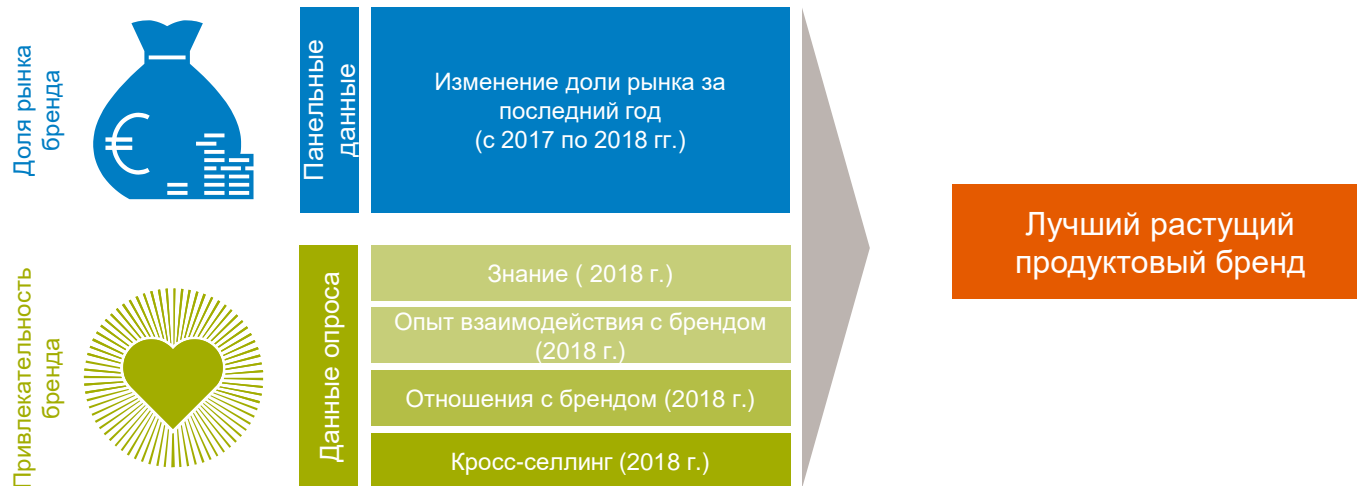 Доля рынка
бренда
Панельные
данные
Изменение доли рынка за
последний год
(с 2017 по 2018 гг.)
Привлекательность
бренда
Данные опроса
Знание ( 2018 г.)
Опыт взаимодействия с брендом
(2018 г.)
Отношения с брендом (2018 г.)
Кросс-селлинг (2018 г.)
Лучший растущий
продуктовый бренд